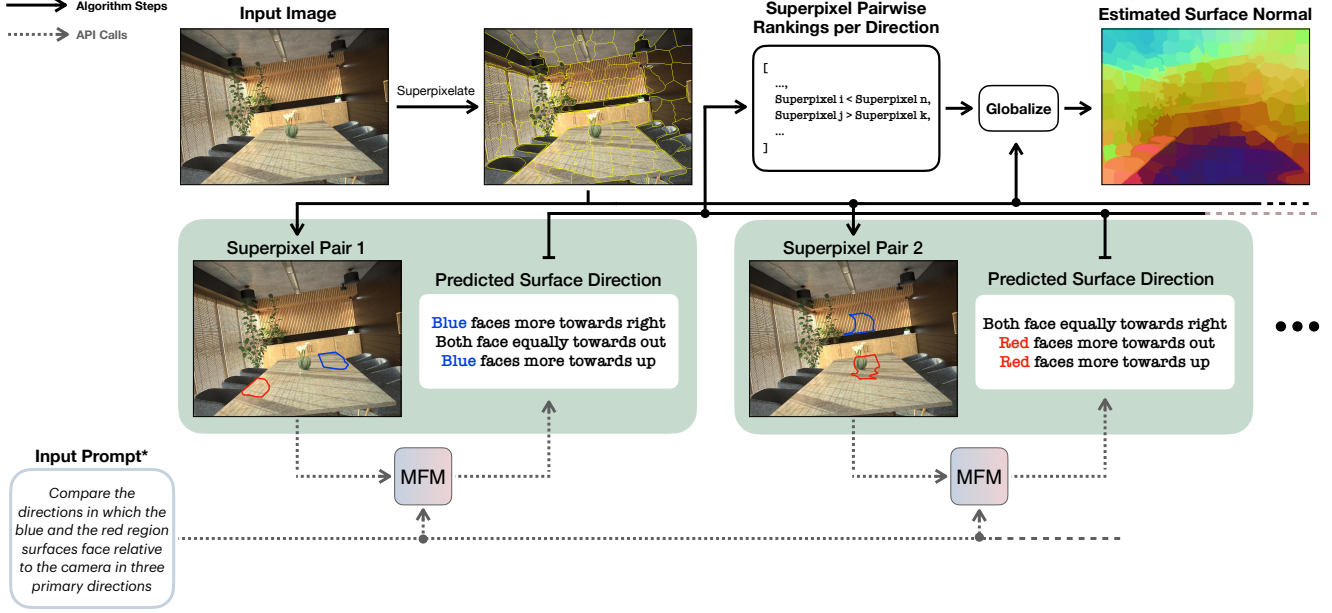 Algorithm Steps
API Calls
Input Image
Superpixelate
Superpixel Pairwise
Rankings per Direction
[
...,
Superpixel i < Superpixel n,
Superpixel j > Superpixel k,
...
]
Globalize
Estimated Surface Normal
Superpixel Pair 1
Predicted Surface Direction
Blue faces more towards right
Both face equally towards out
Blue faces more towards up
Superpixel Pair 2
Predicted Surface Direction
Both face equally towards right
Red faces more towards out
Red faces more towards up
Input Prompt*
Compare the
directions in which the
blue and the red region
surfaces face relative
to the camera in three
primary directions
MFM
MFM